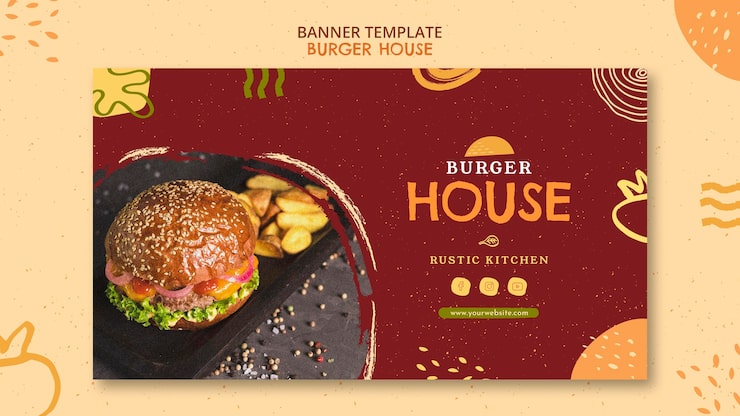 BANNER TEMPLATE
BURGER HOUSE
BURGER
HOUSE
RUSTIC KITCHEN
www.yourwebsite.com